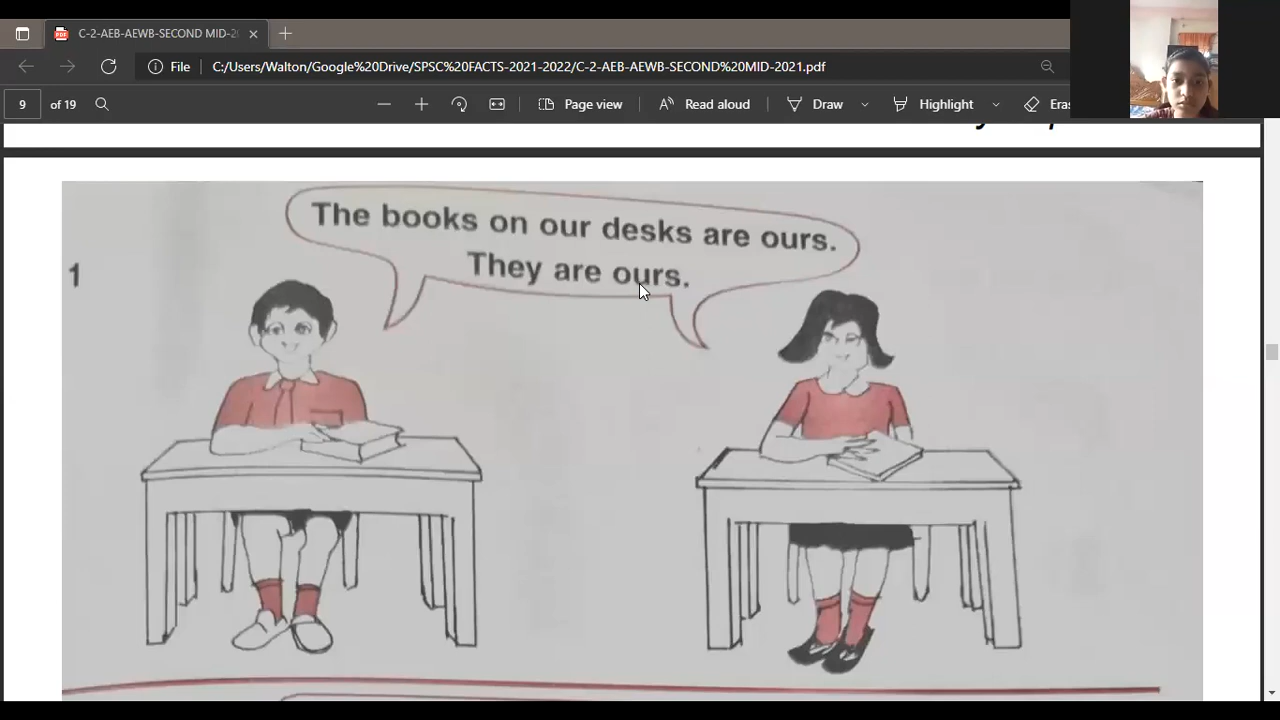 C-2-AEB-AEWB-SECOND MID-2
File C:/Users/Walton/Google%20Drive/SPSC%20FACTS-2021-2022/C-2-AEB-AEWB-SECOND%20MID-2021.pdf
9 of 19 Page view Read aloud Draw Highlight Eras
The books on our desks are ours.
They are ours.
1